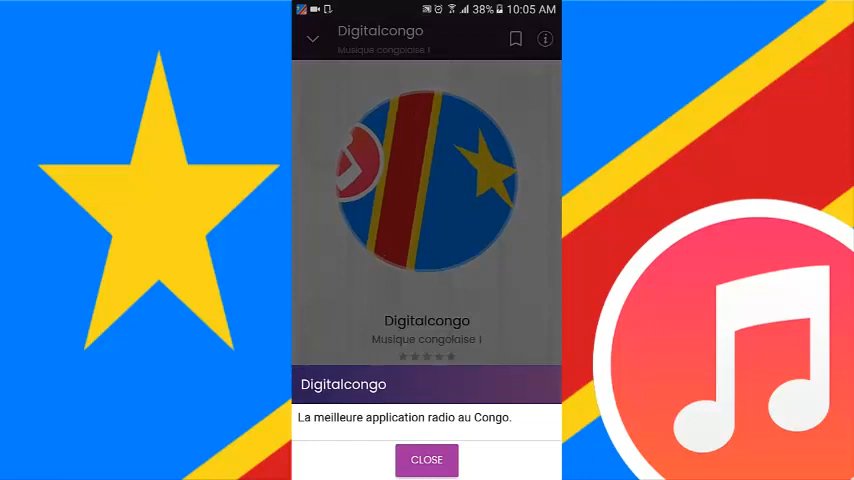 38% 10:05 AM
Digitalcongo
Musique congolaise I
Digitalcongo
Musique congolaise I
Digitalcongo
La meilleure application radio au Congo.
CLOSE